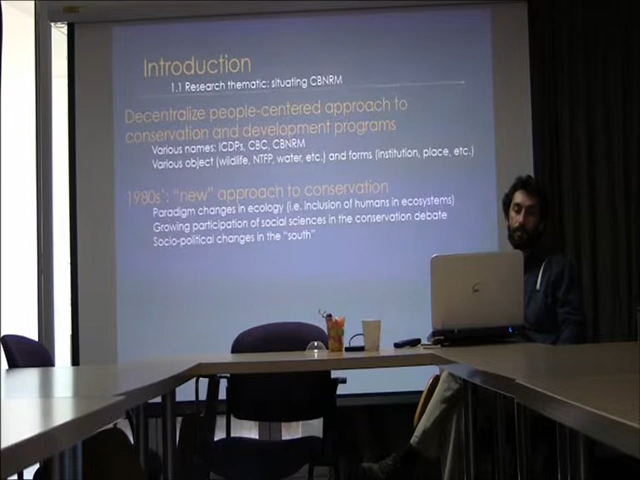 Introduction
1.1 Research thematic: situating CBNRM
Decentralize people-centered approach to
conservation and development programs
Various names: ICDPs, CBC, CBNRM
Various object (wildlife, NTFP, water, etc.) and forms (institution, place, etc.)
1980s': "new" approach to conservation
Paradigm changes in ecology (i.e. inclusion of humans in ecosystems)
Growing participation of social sciences in the conservation debate
Socio-political changes in the "south"